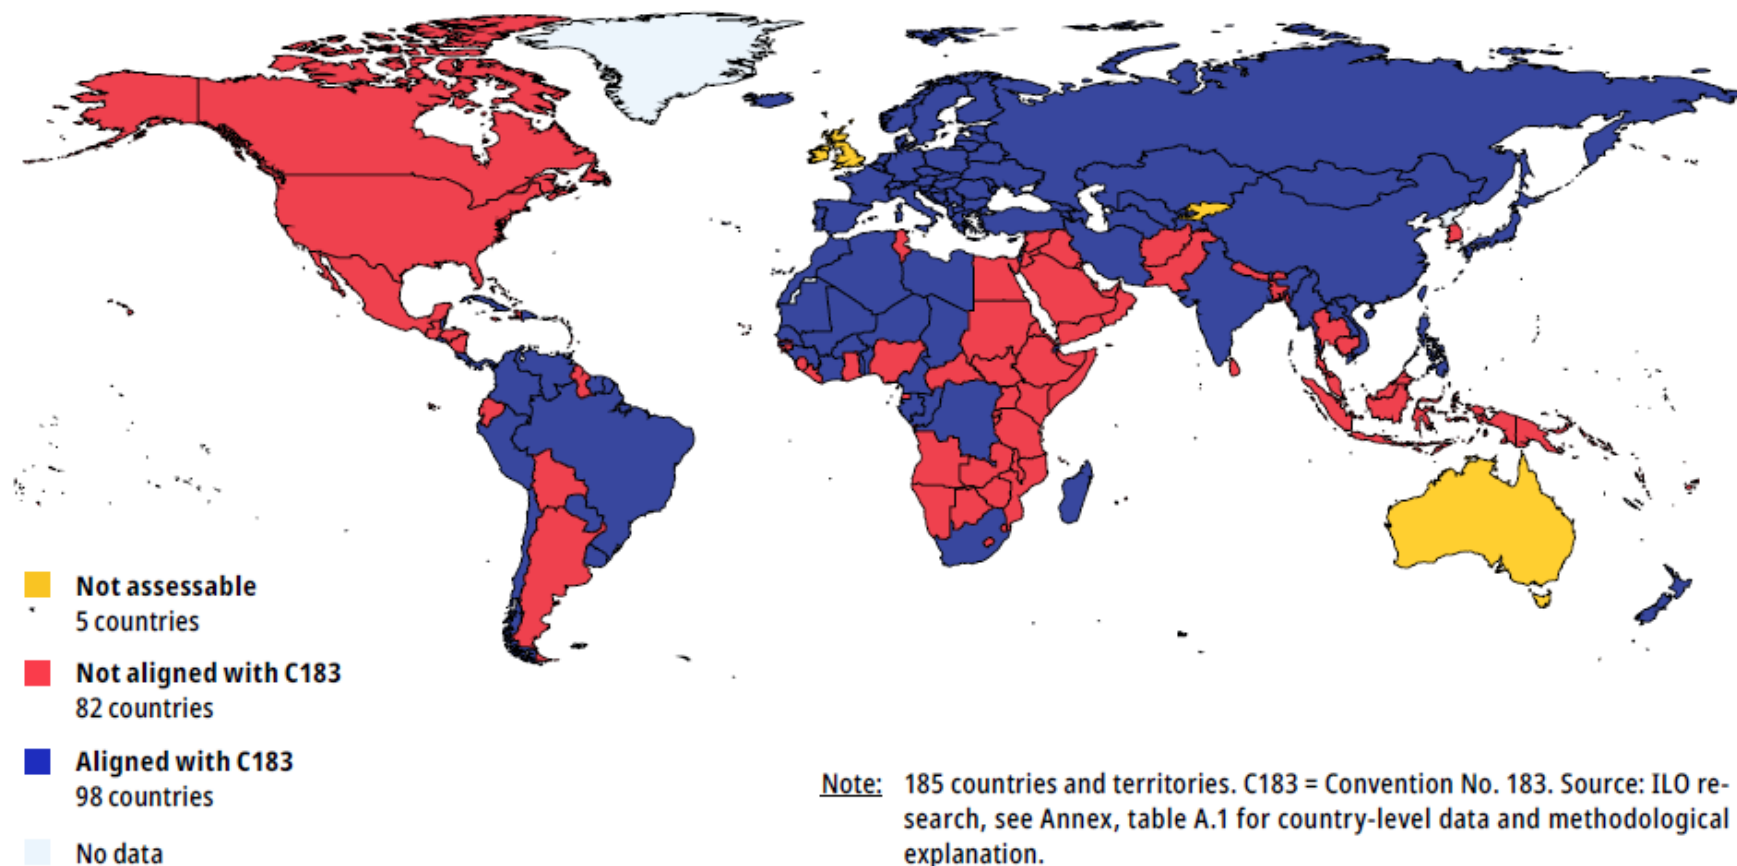 Not assessable
5 countries
Not aligned with C183
82 countries
Aligned with C183
98 countries
No data
Note: 185 countries and territories. C183 = Convention No. 183. Source: ILO re-
search, see Annex, table A.1 for country-level data and methodological
explanation.